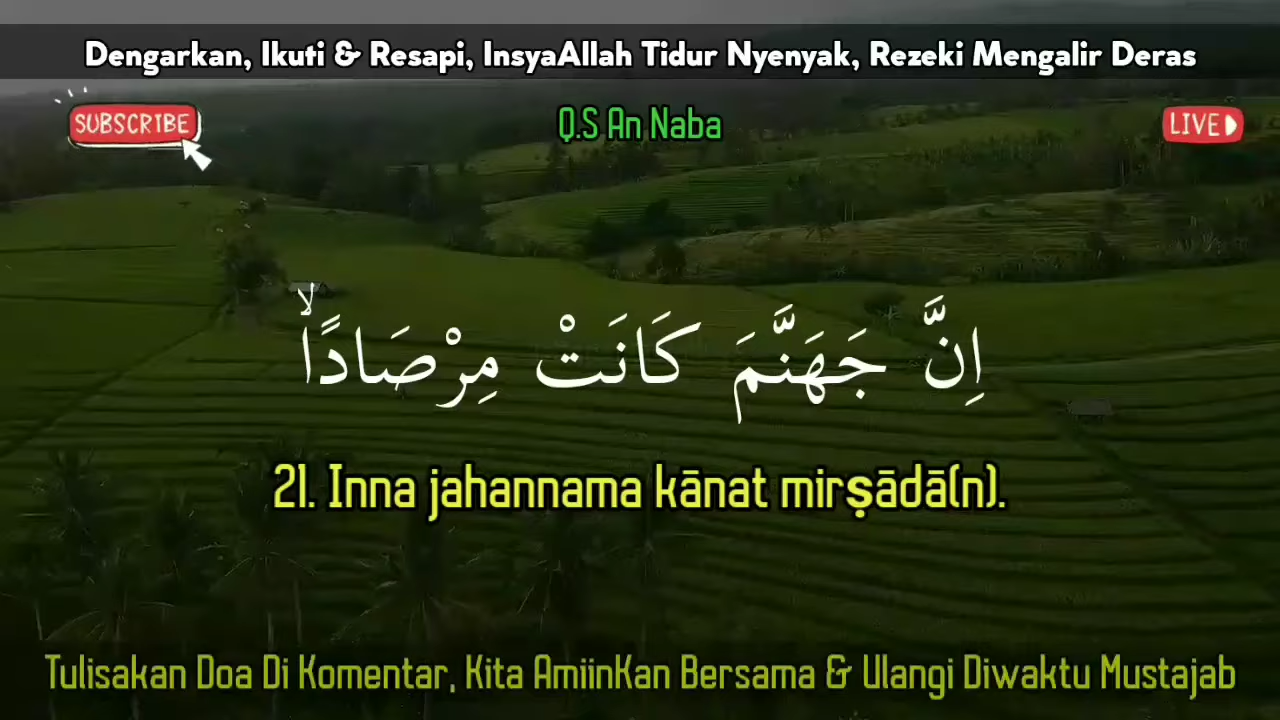 Dengarkan, Ikuti & Resapi, InsyaAllah Tidur Nyenyak, Rezeki Mengalir Deras
SUBSCRIBE
Q.S An Naba
LIVE
اِنَّ جَهَنَّمَ كَانَتْ مِرْصَادًاۙ
21. Inna jahannama kānat mirṣādā(n).
Tulisakan Doa Di Komentar, Kita AmiinKan Bersama & Ulangi Diwaktu Mustajab